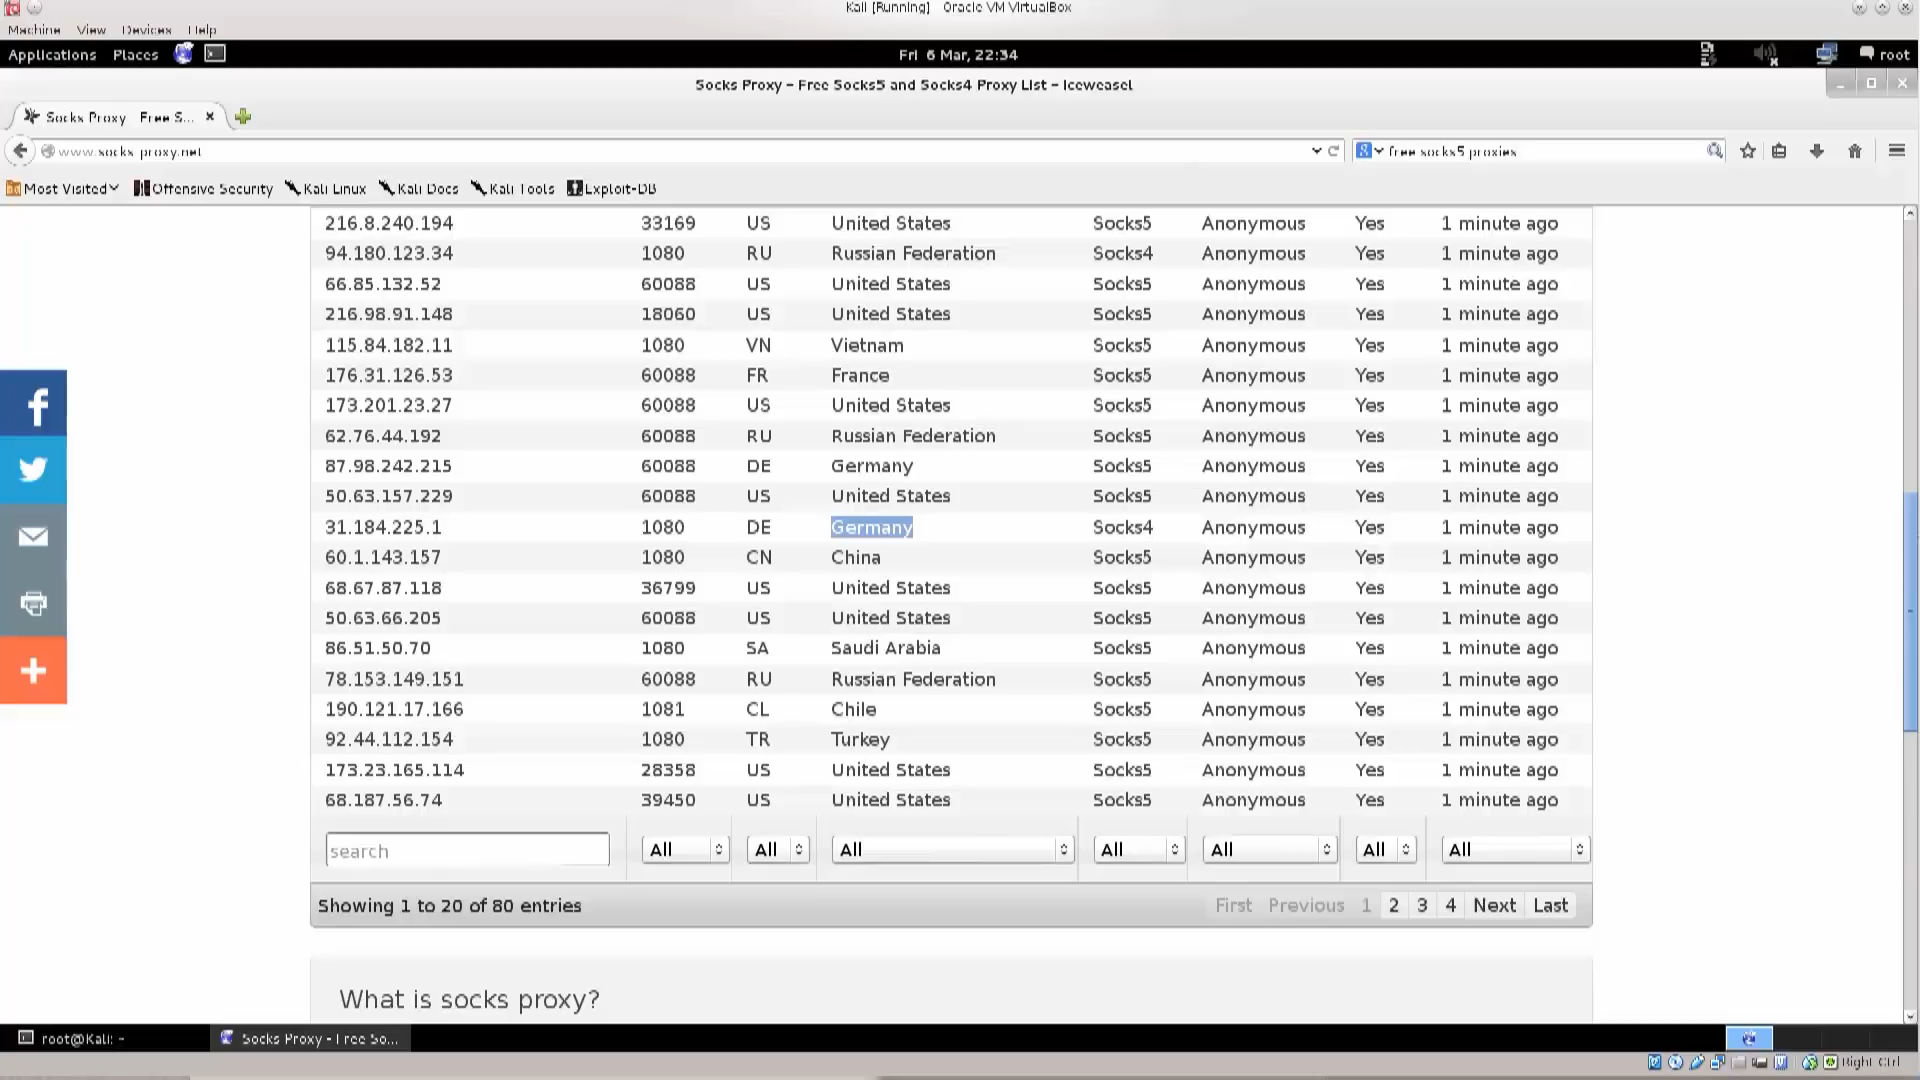 Kali [Running] - Oracle VM VirtualBox
Machine View Devices Help
Applications Places Fri 6 Mar, 22:34 root
Socks Proxy - Free Socks5 and Socks4 Proxy List - Iceweasel
Socks Proxy Free S...
www.socks-proxy.net free socks5 proxies
Most Visited Offensive Security Kali Linux Kali Docs Kali Tools Exploit-DB
216.8.240.194 33169 US United States Socks5 Anonymous Yes 1 minute ago
94.180.123.34 1080 RU Russian Federation Socks4 Anonymous Yes 1 minute ago
66.85.132.52 60088 US United States Socks5 Anonymous Yes 1 minute ago
216.98.91.148 18060 US United States Socks5 Anonymous Yes 1 minute ago
115.84.182.11 1080 VN Vietnam Socks5 Anonymous Yes 1 minute ago
176.31.126.53 60088 FR France Socks5 Anonymous Yes 1 minute ago
173.201.23.27 60088 US United States Socks5 Anonymous Yes 1 minute ago
62.76.44.192 60088 RU Russian Federation Socks5 Anonymous Yes 1 minute ago
87.98.242.215 60088 DE Germany Socks5 Anonymous Yes 1 minute ago
50.63.157.229 60088 US United States Socks5 Anonymous Yes 1 minute ago
31.184.225.1 1080 DE Germany Socks4 Anonymous Yes 1 minute ago
60.1.143.157 1080 CN China Socks5 Anonymous Yes 1 minute ago
68.67.87.118 36799 US United States Socks5 Anonymous Yes 1 minute ago
50.63.66.205 60088 US United States Socks5 Anonymous Yes 1 minute ago
86.51.50.70 1080 SA Saudi Arabia Socks5 Anonymous Yes 1 minute ago
78.153.149.151 60088 RU Russian Federation Socks5 Anonymous Yes 1 minute ago
190.121.17.166 1081 CL Chile Socks5 Anonymous Yes 1 minute ago
92.44.112.154 1080 TR Turkey Socks5 Anonymous Yes 1 minute ago
173.23.165.114 28358 US United States Socks5 Anonymous Yes 1 minute ago
68.187.56.74 39450 US United States Socks5 Anonymous Yes 1 minute ago
search All All All All All All All
Showing 1 to 20 of 80 entries First Previous 1 2 3 4 Next Last
What is socks proxy?
root@Kali: ~ Socks Proxy - Free So...
Right Ctrl